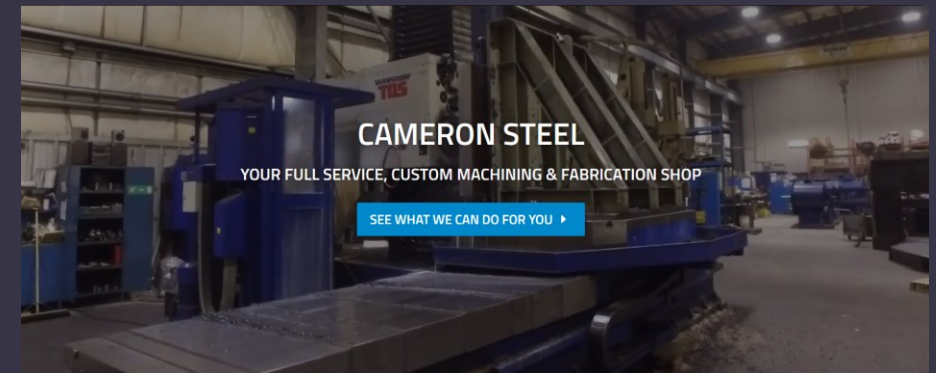 TOS
CAMERON STEEL
YOUR FULL SERVICE, CUSTOM MACHINING & FABRICATION SHOP
SEE WHAT WE CAN DO FOR YOU